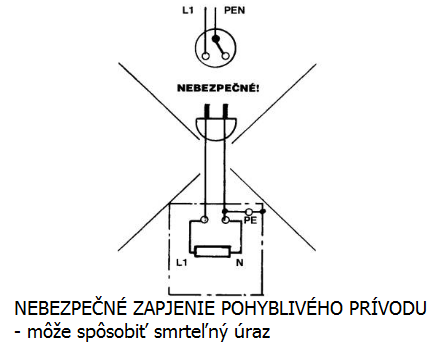 L1 PEN
NEBEZPEČNÉ!
PE
L1 N
NEBEZPEČNÉ ZAPJENIE POHYBLIVÉHO PRÍVODU
- môže spôsobiť smrteľný úraz